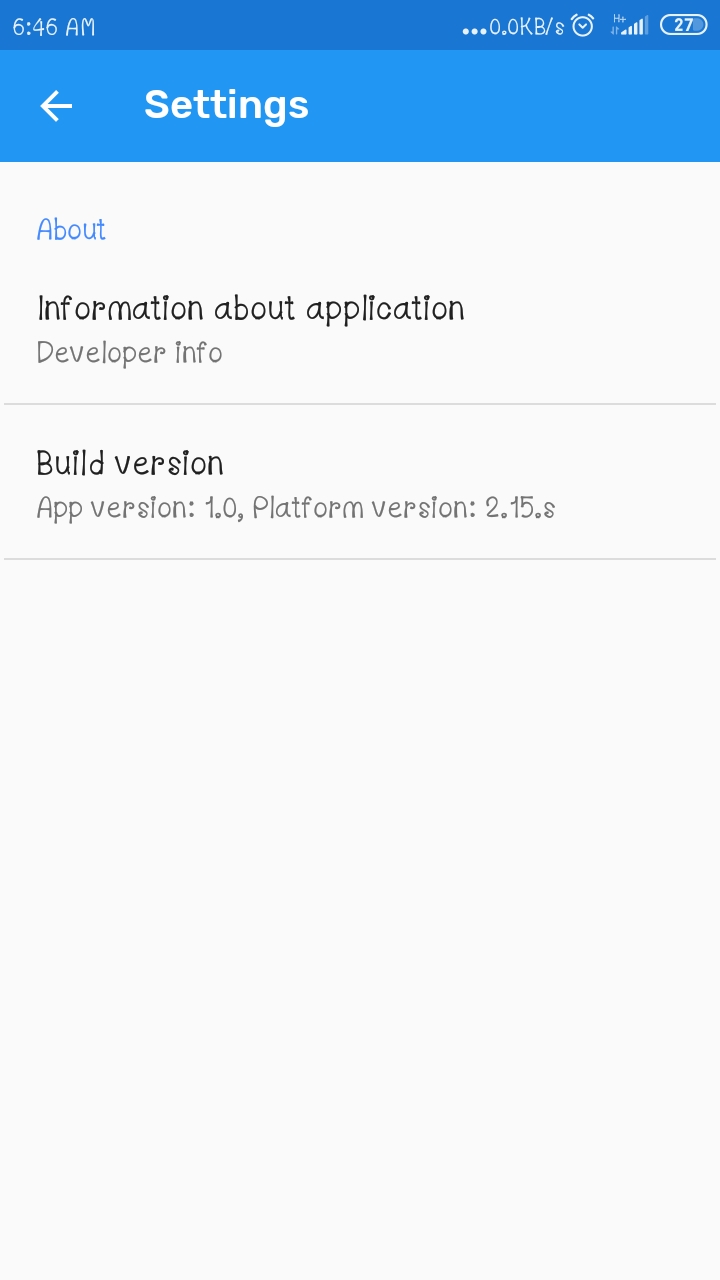 6:46 AM
...0.0KB/s H+ 27
Settings
About
Information about application
Developer info
Build version
App version: 1.0, Platform version: 2.15.s